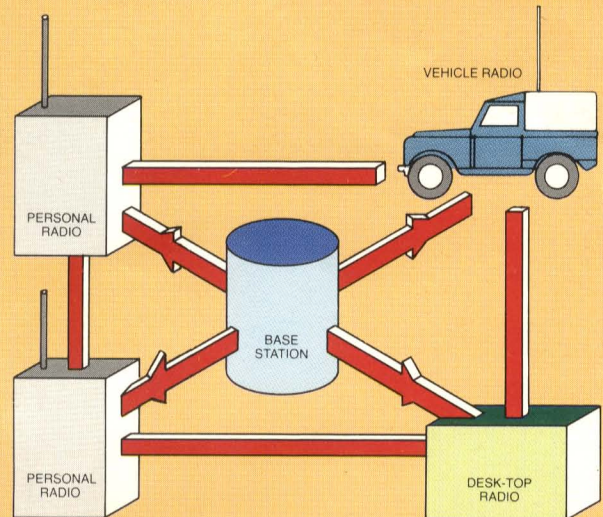 VEHICLE RADIO
PERSONAL
RADIO
BASE
STATION
PERSONAL
RADIO
DESK-TOP
RADIO